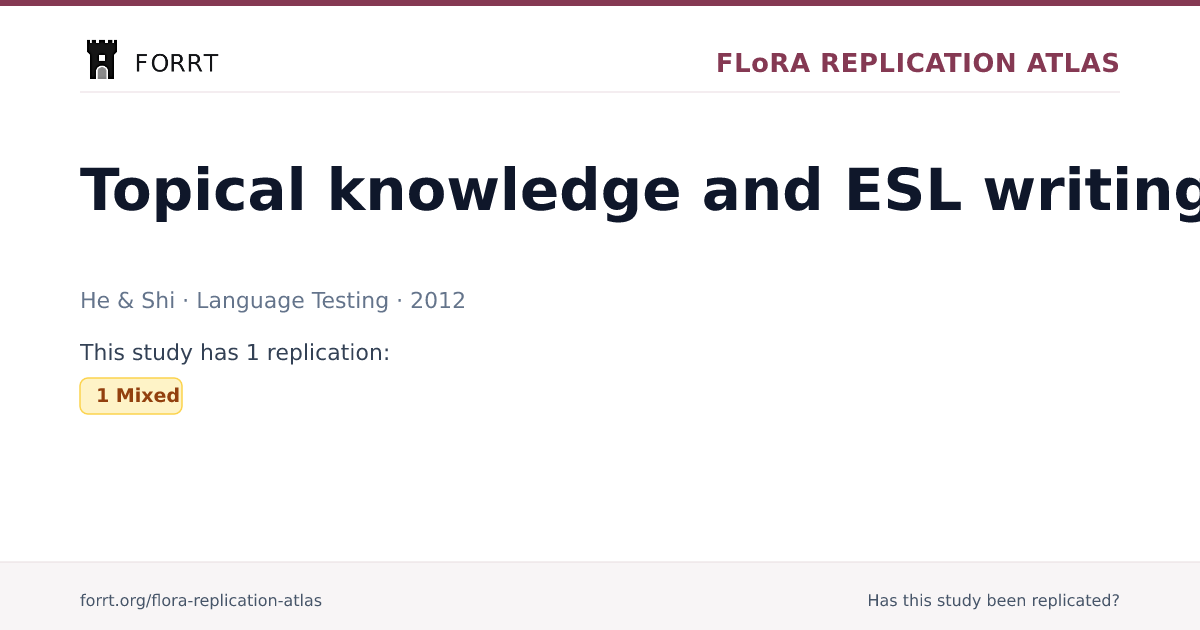 FORRT
FLoRA REPLICATION ATLAS
Topical knowledge and ESL writing
He & Shi · Language Testing · 2012
This study has 1 replication:
1 Mixed
forrt.org/flora-replication-atlas
Has this study been replicated?